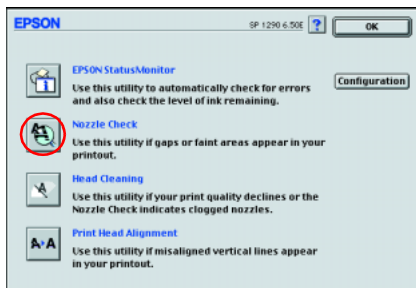 EPSON
SP 1290 6.50E
?
OK
EPSON StatusMonitor
Use this utility to automatically check for errors
and also check the level of ink remaining.
Configuration
Nozzle Check
Use this utility if gaps or faint areas appear in your
printout.
Head Cleaning
Use this utility if your print quality declines or the
Nozzle Check indicates clogged nozzles.
Print Head Alignment
Use this utility if misaligned vertical lines appear
in your printout.